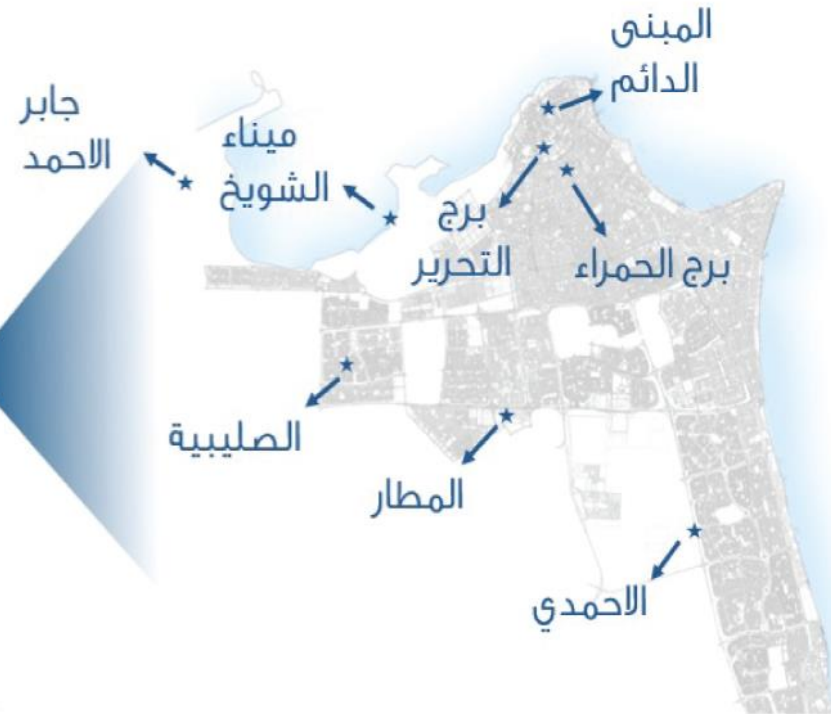 المبنى
الدائم
جابر
الاحمد
ميناء
الشويخ
برج
التحرير
برج الحمراء
الصليبية
المطار
الاحمدي